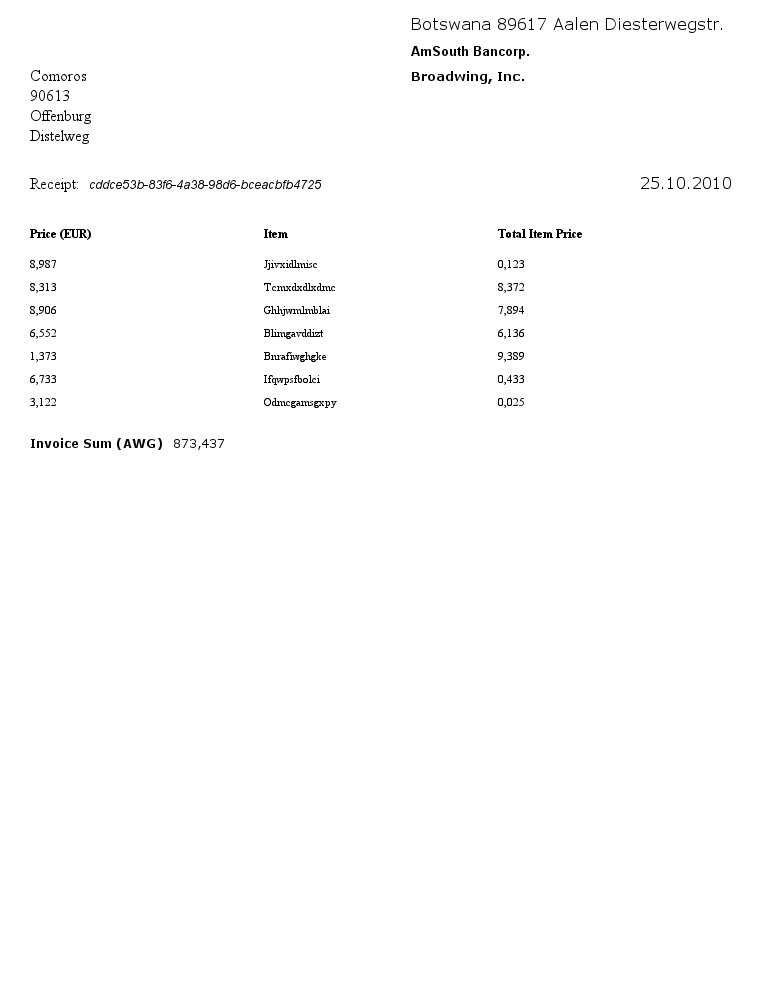 Botswana 89617 Aalen Diesterwegstr.
AmSouth Bancorp.
Broadwing, Inc.
Comoros
90613
Offenburg
Distelweg
Receipt: cddce53b-83f6-4a38-98d6-bceacbfb4725 25.10.2010
Price (EUR) Item Total Item Price
8,987 Jjivxidlmisc 0,123
8,313 Tcmxdxdlxdmc 8,372
8,906 Ghhjwmlmblai 7,894
6,552 Blimgavddizt 6,136
1,373 Bnrafiwghgke 9,389
6,733 Ifqwpsfbolci 0,433
3,122 Odmcgamsgxpy 0,025
Invoice Sum (AWG) 873,437